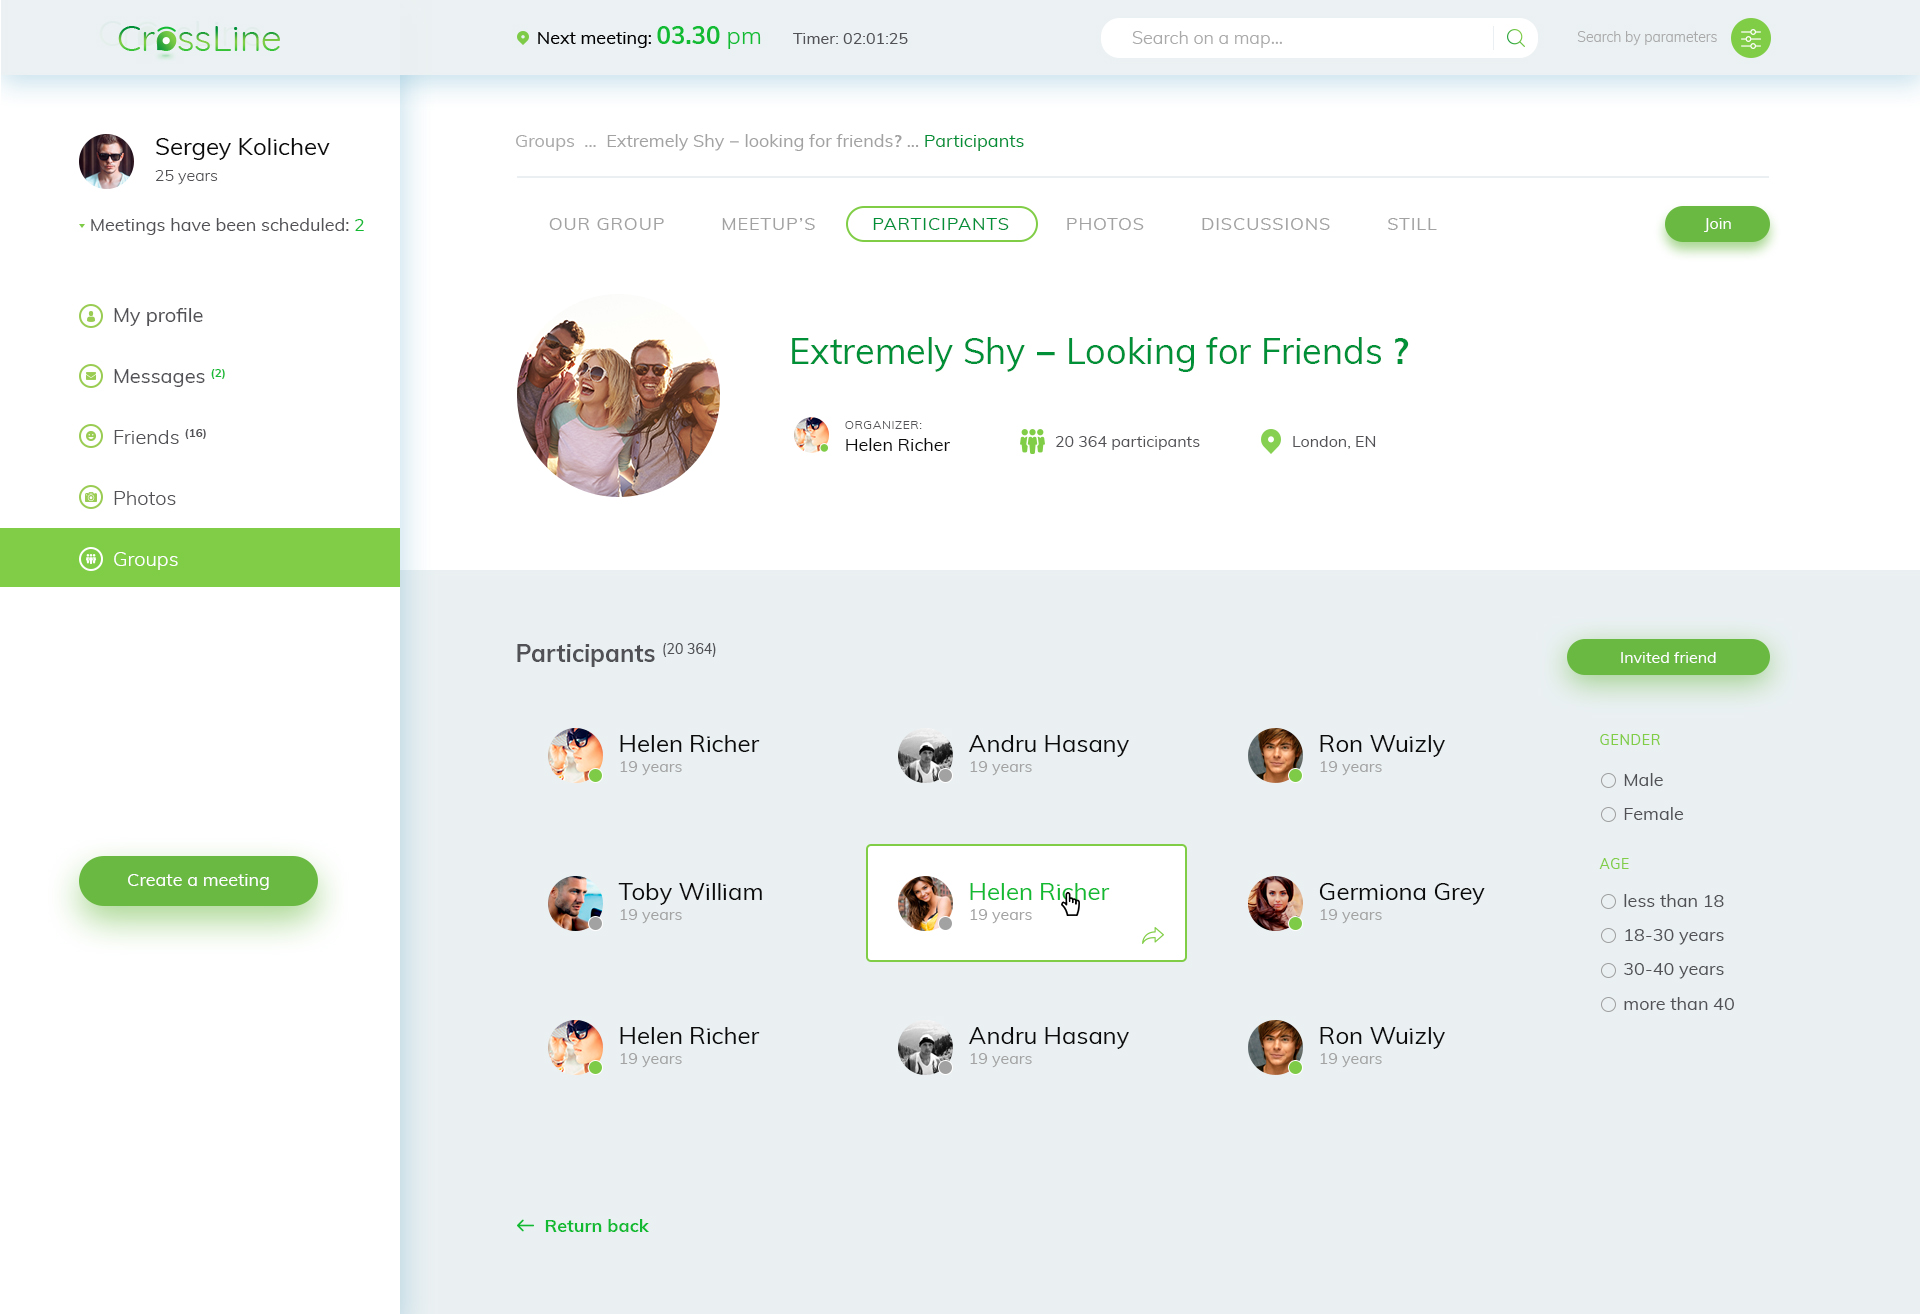 CrossLine
Next meeting: 03.30 pm
Timer: 02:01:25
Search on a map...
Search by parameters
Sergey Kolichev
25 years
Meetings have been scheduled: 2
My profile
Messages (2)
Friends (16)
Photos
Groups
Create a meeting
Groups ... Extremely Shy – looking for friends? ... Participants
OUR GROUP
MEETUP'S
PARTICIPANTS
PHOTOS
DISCUSSIONS
STILL
Join
Extremely Shy – Looking for Friends ?
ORGANIZER:
Helen Richer
20 364 participants
London, EN
Participants (20 364)
Invited friend
Helen Richer
19 years
Andru Hasany
19 years
Ron Wuizly
19 years
Toby William
19 years
Helen Richer
19 years
Germiona Grey
19 years
Helen Richer
19 years
Andru Hasany
19 years
Ron Wuizly
19 years
GENDER
Male
Female
AGE
less than 18
18-30 years
30-40 years
more than 40
Return back